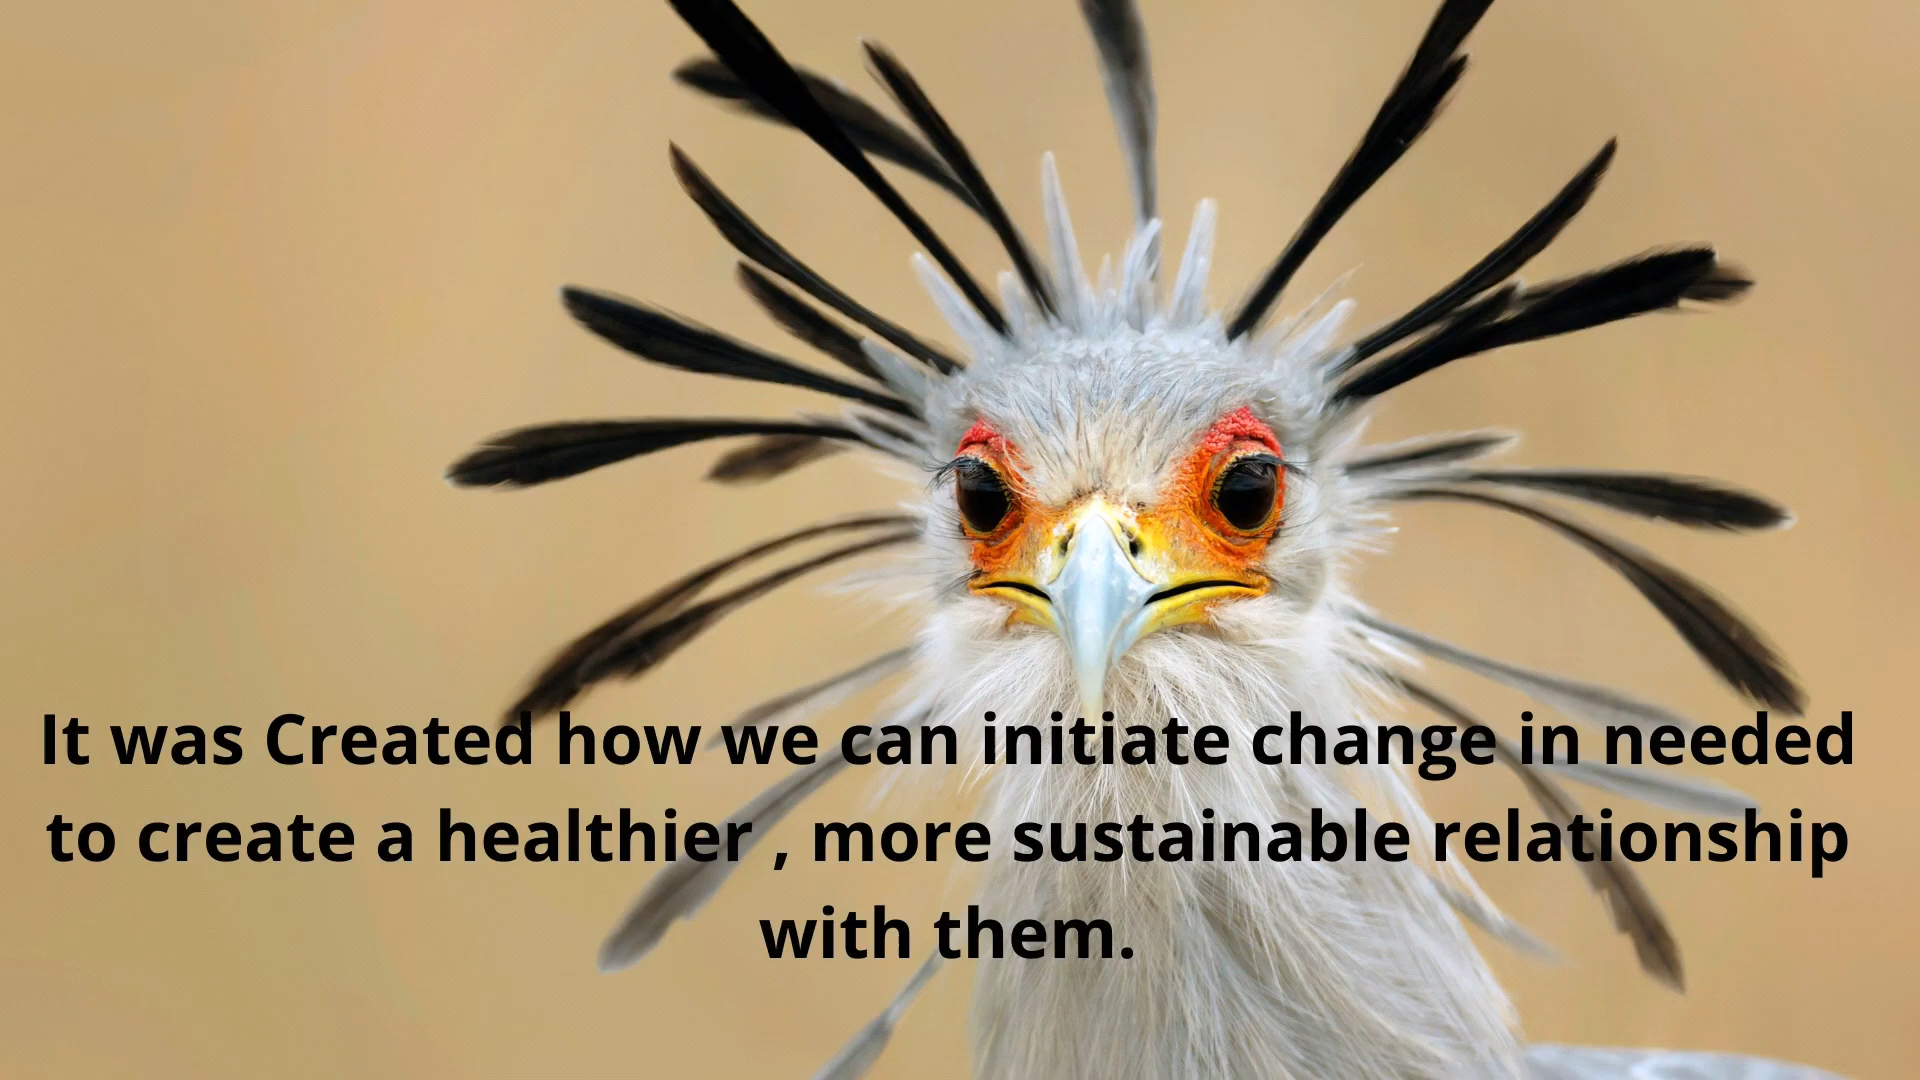 It was Created how we can initiate change in needed
to create a healthier , more sustainable relationship
with them.